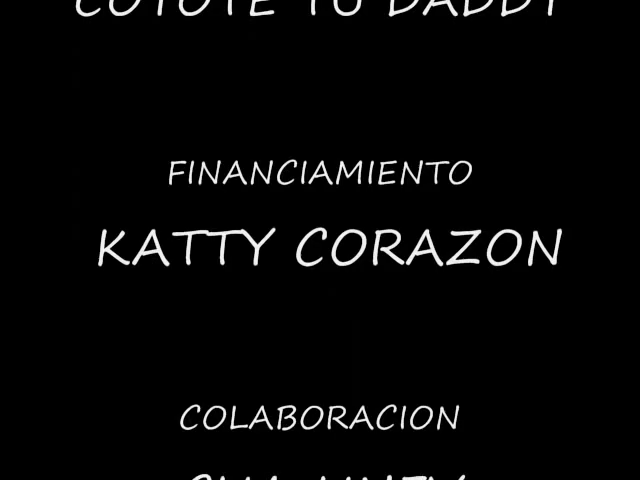 COYOTE TU DADDY
FINANCIAMIENTO
KATTY CORAZON
COLABORACION